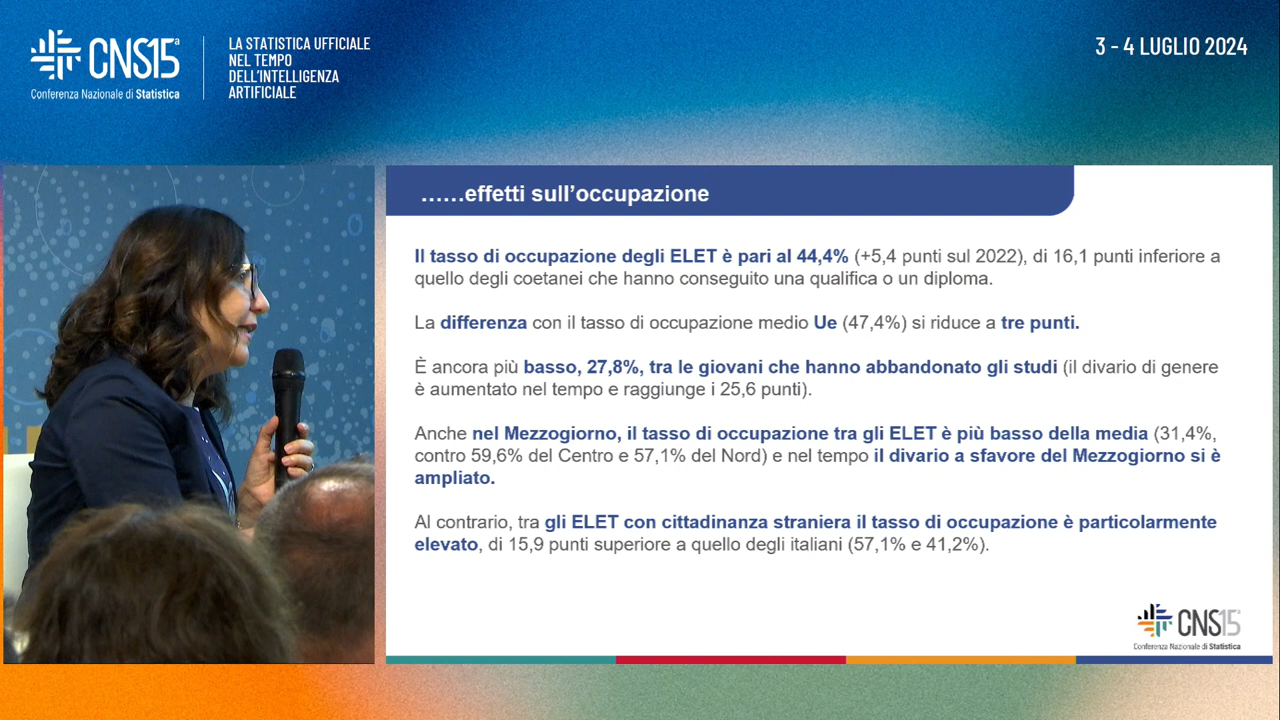 CNS15ª
Conferenza Nazionale di Statistica
LA STATISTICA UFFICIALE
NEL TEMPO
DELL'INTELLIGENZA
ARTIFICIALE
3 - 4 LUGLIO 2024
……effetti sull'occupazione
Il tasso di occupazione degli ELET è pari al 44,4% (+5,4 punti sul 2022), di 16,1 punti inferiore a
quello degli coetanei che hanno conseguito una qualifica o un diploma.
La differenza con il tasso di occupazione medio Ue (47,4%) si riduce a tre punti.
È ancora più basso, 27,8%, tra le giovani che hanno abbandonato gli studi (il divario di genere
è aumentato nel tempo e raggiunge i 25,6 punti).
Anche nel Mezzogiorno, il tasso di occupazione tra gli ELET è più basso della media (31,4%,
contro 59,6% del Centro e 57,1% del Nord) e nel tempo il divario a sfavore del Mezzogiorno si è
ampliato.
Al contrario, tra gli ELET con cittadinanza straniera il tasso di occupazione è particolarmente
elevato, di 15,9 punti superiore a quello degli italiani (57,1% e 41,2%).
CNS15ª
Conferenza Nazionale di Statistica